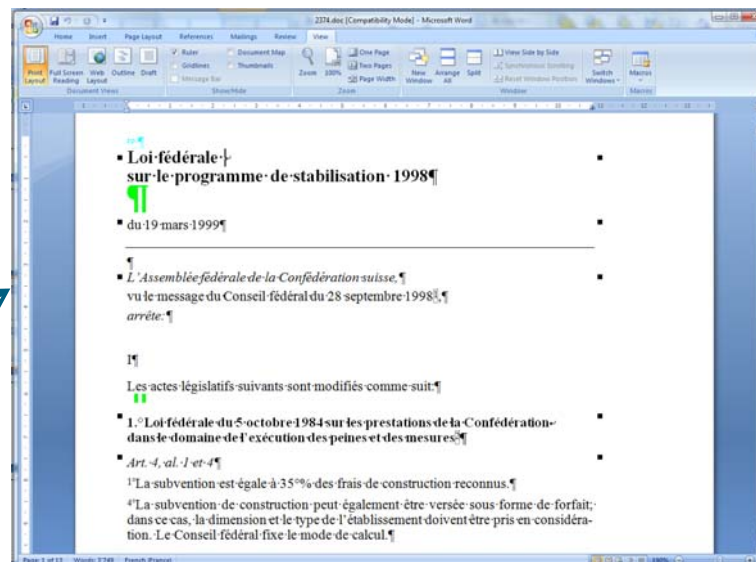 2374.doc [Compatibility Mode] - Microsoft Word
Home Insert Page Layout References Mailings Review View
Ruler Document Map One Page View Side by Side
Gridlines Thumbnails Two Pages Synchronous Scrolling
Message Bar Page Width Reset Window Position
Print Layout Full Screen Reading Web Layout Outline Draft Zoom 100% New Window Arrange All Split Switch Windows Macros
Document Views Show/Hide Zoom Window Macros
Loi fédérale
sur le programme de stabilisation 1998¶
¶
du 19 mars 1999¶
¶
L'Assemblée fédérale de la Confédération suisse,¶
vu le message du Conseil fédéral du 28 septembre 1998,¶
arrête:¶
I¶
Les actes législatifs suivants sont modifiés comme suit:¶
1.°Loi fédérale du 5 octobre 1984 sur les prestations de la Confédération
dans le domaine de l'exécution des peines et des mesures¶
Art. 4, al. 1 et 4¶
1°La subvention est égale à 35°% des frais de construction reconnus.¶
4°La subvention de construction peut également être versée sous forme de forfait;
dans ce cas, la dimension et le type de l'établissement doivent être pris en considéra-
tion. Le Conseil fédéral fixe le mode de calcul.¶
Page 1 of 13 Words: 3'749 French (France)